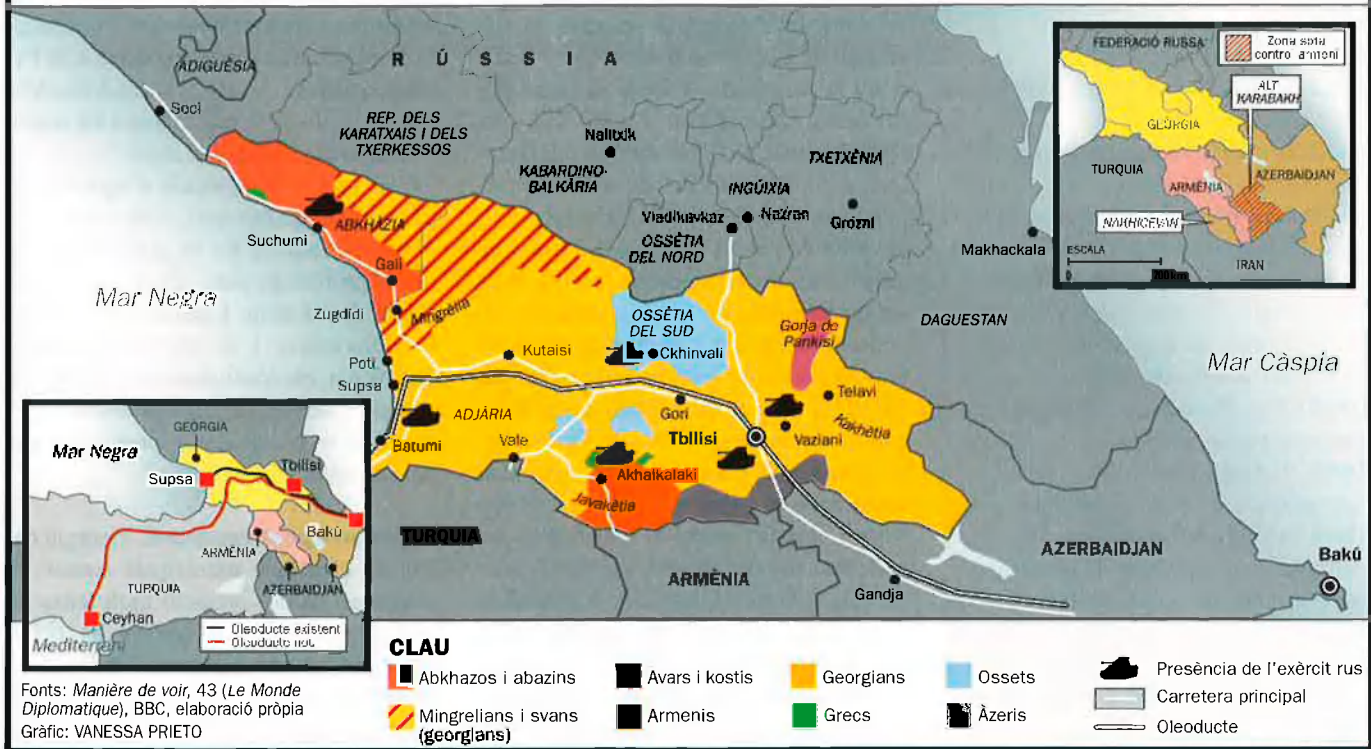 RÚSSIA
ADIGUÈSIA
Soci
REP. DELS
KARATXAIS I DELS
TXERKESSOS
Naltxik
KABARDINO-
BALKÀRIA
TXETXÈNIA
INGÚIXIA
Vladikavkaz
Nazran
Grozni
OSSÈTIA
DEL NORD
Makhackala
ABKHÀZIA
Suchumi
Gali
Mar Negra
Zugdidi
Mingrèlia
OSSÈTIA
DEL SUD
Gorja de
Pankisi
DAGUESTAN
Mar Càspia
Kutaisi
Ckhinvali
Poti
Supsa
Telavi
ADJÀRIA
Gori
Kakhètia
Batumi
Vale
Tbilisi
Vaziani
Akhalkalaki
Javakètia
TURQUIA
ARMÈNIA
AZERBAIDJAN
Gandja
Bakú
FEDERACIÓ RUSSA
Zona sota
control armeni
ALT
KARABAKH
GEÒRGIA
TURQUIA
ARMÈNIA
AZERBAIDJAN
NAKHICEVAN
ESCALA
0 200 km
IRAN
GEÒRGIA
Mar Negra
Supsa
Tbilisi
Bakú
ARMÈNIA
TURQUIA
AZERBAIDJAN
Ceyhan
Mediterrani
Oleoducte existent
Oleoducte nou
Fonts: Manière de voir, 43 (Le Monde
Diplomatique), BBC, elaboració pròpia
Gràfic: VANESSA PRIETO
CLAU
Abkhazos i abazins
Avars i kostis
Georgians
Ossets
Presència de l'exèrcit rus
Mingrelians i svans
(georgians)
Armenis
Grecs
Àzeris
Carretera principal
Oleoducte